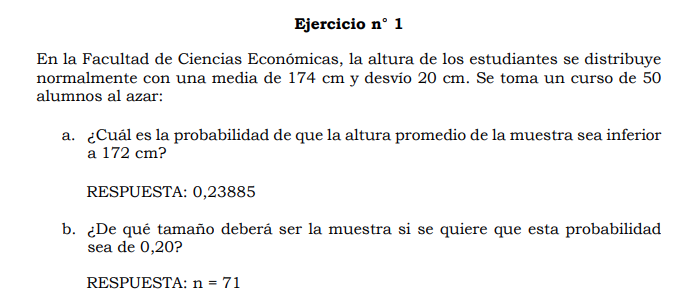 Ejercicio n° 1
En la Facultad de Ciencias Económicas, la altura de los estudiantes se distribuye
normalmente con una media de 174 cm y desvío 20 cm. Se toma un curso de 50
alumnos al azar:
a. ¿Cuál es la probabilidad de que la altura promedio de la muestra sea inferior
a 172 cm?
RESPUESTA: 0,23885
b. ¿De qué tamaño deberá ser la muestra si se quiere que esta probabilidad
sea de 0,20?
RESPUESTA: n = 71